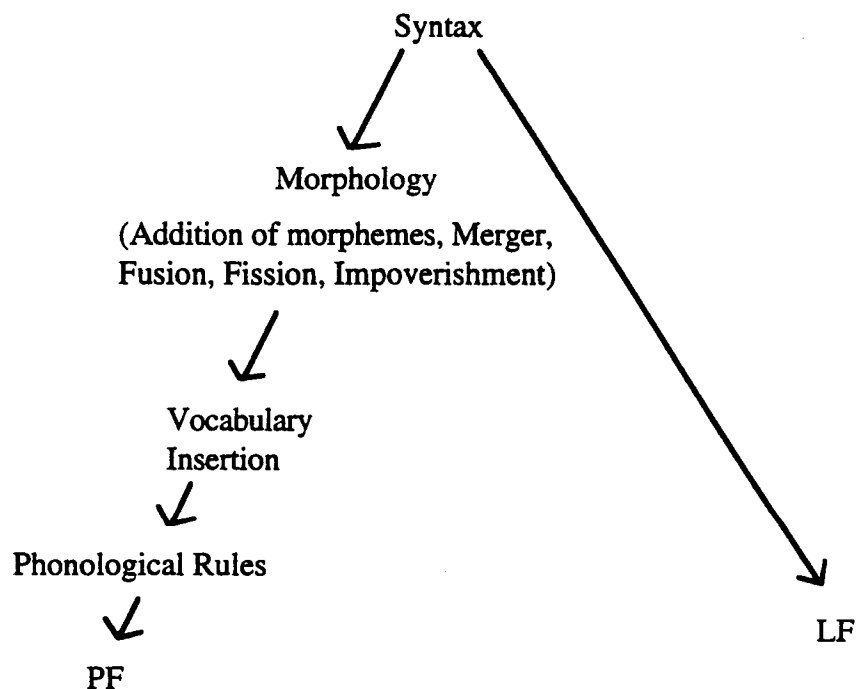 Syntax
Morphology
(Addition of morphemes, Merger,
Fusion, Fission, Impoverishment)
Vocabulary
Insertion
Phonological Rules
LF
PF